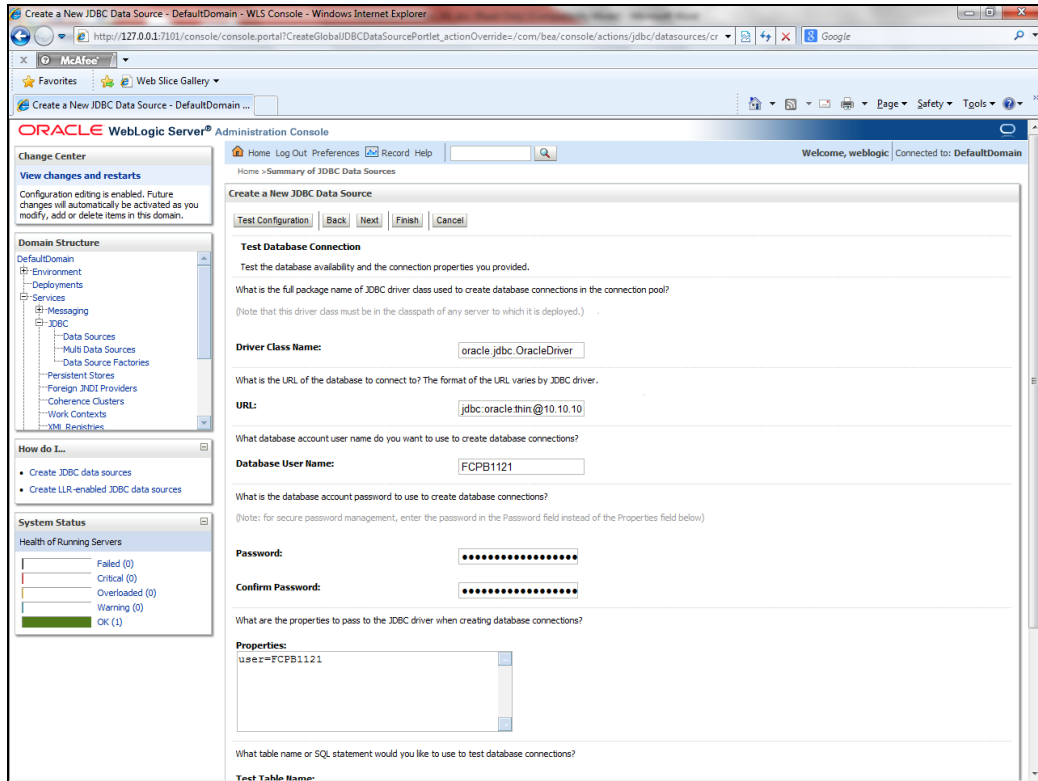 Create a New JDBC Data Source - DefaultDomain - WLS Console - Windows Internet Explorer
http://127.0.0.1:7101/console/console.portal?CreateGlobalJDBCDataSourcePortlet_actionOverride=/com/bea/console/actions/jdbc/datasources/cr
Google
x McAfee
Favorites Web Slice Gallery
Create a New JDBC Data Source - DefaultDomain ...
Page Safety Tools
ORACLE WebLogic Server® Administration Console
Change Center
View changes and restarts
Configuration editing is enabled. Future
changes will automatically be activated as you
modify, add or delete items in this domain.
Domain Structure
DefaultDomain
Environment
Deployments
Services
Messaging
JDBC
Data Sources
Multi Data Sources
Data Source Factories
Persistent Stores
Foreign JNDI Providers
Coherence Clusters
Work Contexts
XML Registries
How do I...
Create JDBC data sources
Create LLR-enabled JDBC data sources
System Status
Health of Running Servers
Failed (0)
Critical (0)
Overloaded (0)
Warning (0)
OK (1)
Home Log Out Preferences Record Help
Welcome, weblogic Connected to: DefaultDomain
Home >Summary of JDBC Data Sources
Create a New JDBC Data Source
Test Configuration Back Next Finish Cancel
Test Database Connection
Test the database availability and the connection properties you provided.
What is the full package name of JDBC driver class used to create database connections in the connection pool?
(Note that this driver class must be in the classpath of any server to which it is deployed.)
Driver Class Name: oracle.jdbc.OracleDriver
What is the URL of the database to connect to? The format of the URL varies by JDBC driver.
URL: jdbc:oracle:thin:@10.10.10
What database account user name do you want to use to create database connections?
Database User Name: FCPB1121
What is the database account password to use to create database connections?
(Note: for secure password management, enter the password in the Password field instead of the Properties field below)
Password: ●●●●●●●●●●●●●●●●●●
Confirm Password: ●●●●●●●●●●●●●●●●●●
What are the properties to pass to the JDBC driver when creating database connections?
Properties:
user=FCPB1121
What table name or SQL statement would you like to use to test database connections?
Test Table Name: